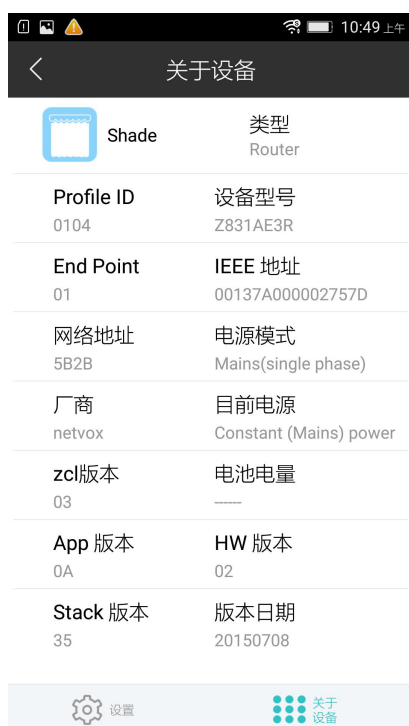 10:49 上午
关于设备
Shade
类型
Router
Profile ID
设备型号
0104
Z831AE3R
End Point
IEEE 地址
01
00137A000002757D
网络地址
电源模式
5B2B
Mains(single phase)
厂商
目前电源
netvox
Constant (Mains) power
zcl版本
电池电量
03
------
App 版本
HW 版本
0A
02
Stack 版本
版本日期
35
20150708
设置
关于
设备